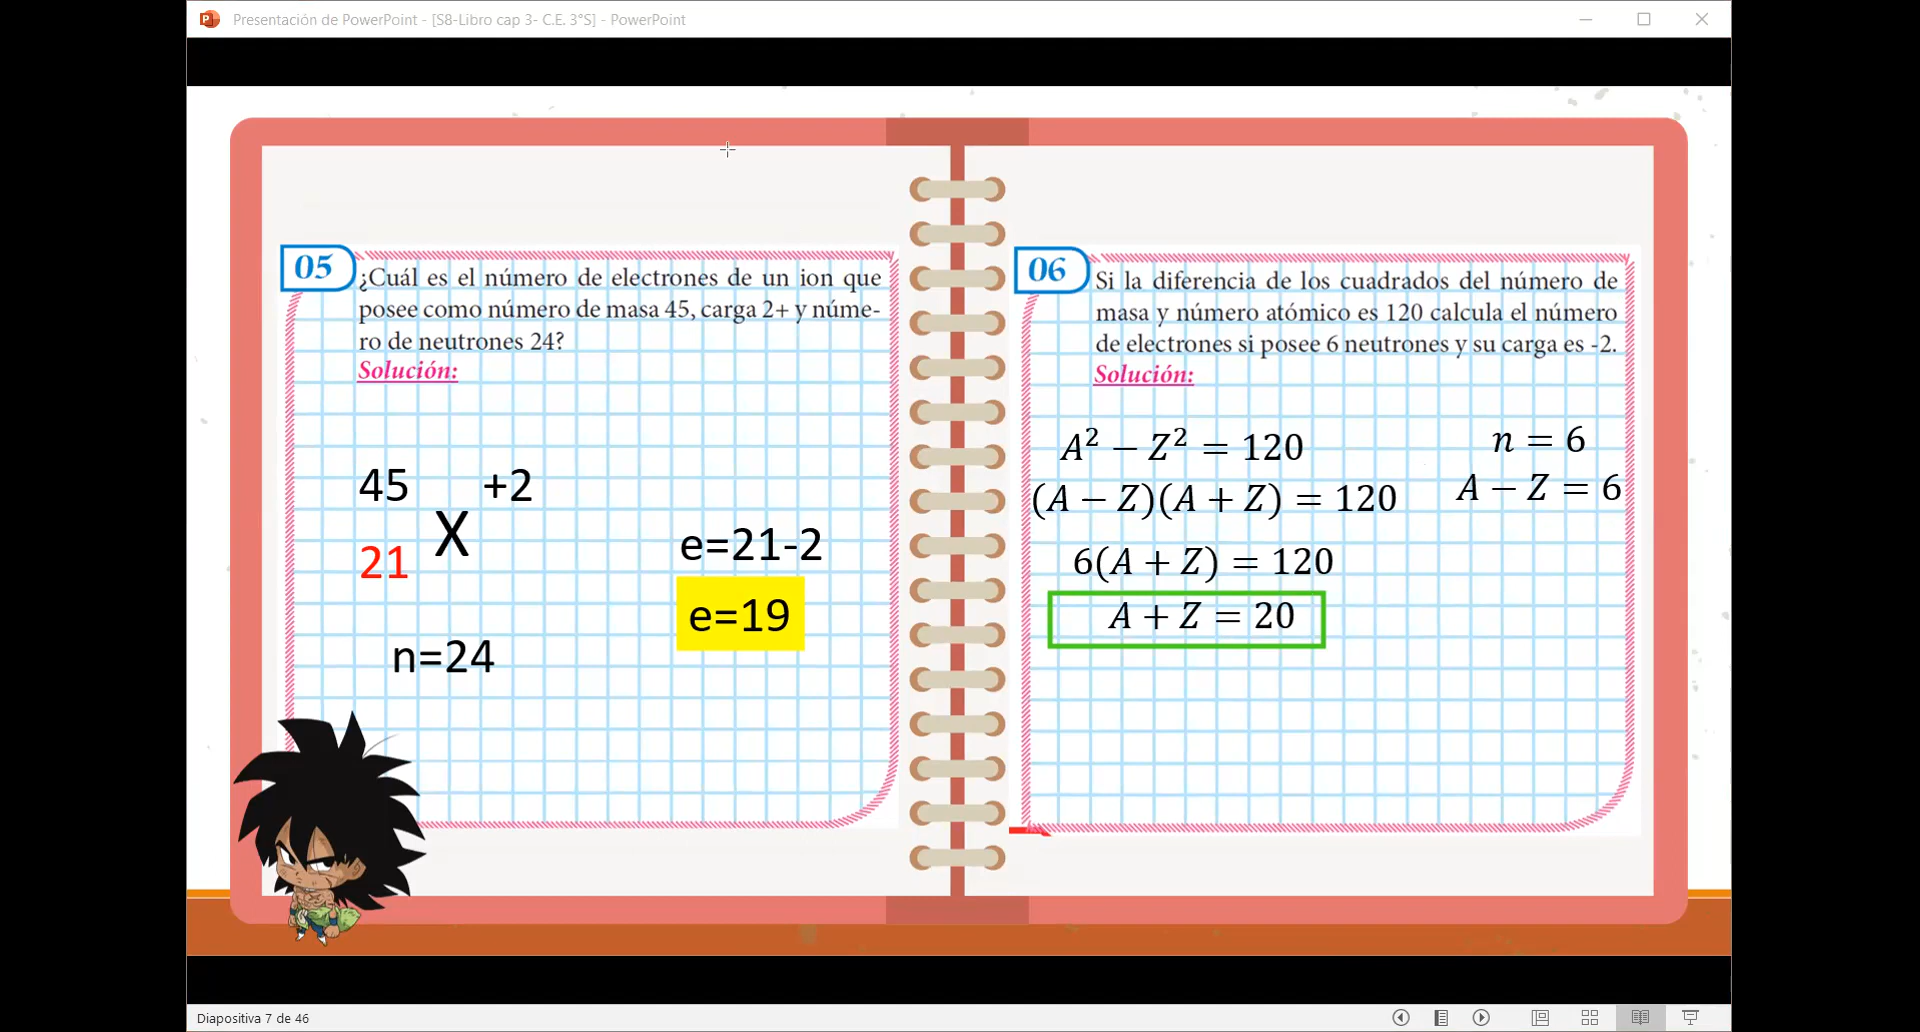 Presentación de PowerPoint - [S8-Libro cap 3- C.E. 3°S] - PowerPoint
05
¿Cuál es el número de electrones de un ion que
posee como número de masa 45, carga 2+ y núme-
ro de neutrones 24?
Solución:
45 +2
X
21
n=24
e=21-2
e=19
06
Si la diferencia de los cuadrados del número de
masa y número atómico es 120 calcula el número
de electrones si posee 6 neutrones y su carga es -2.
Solución:
A² − Z² = 120
(A − Z)(A + Z) = 120
6(A + Z) = 120
A + Z = 20
n = 6
A − Z = 6
Diapositiva 7 de 46